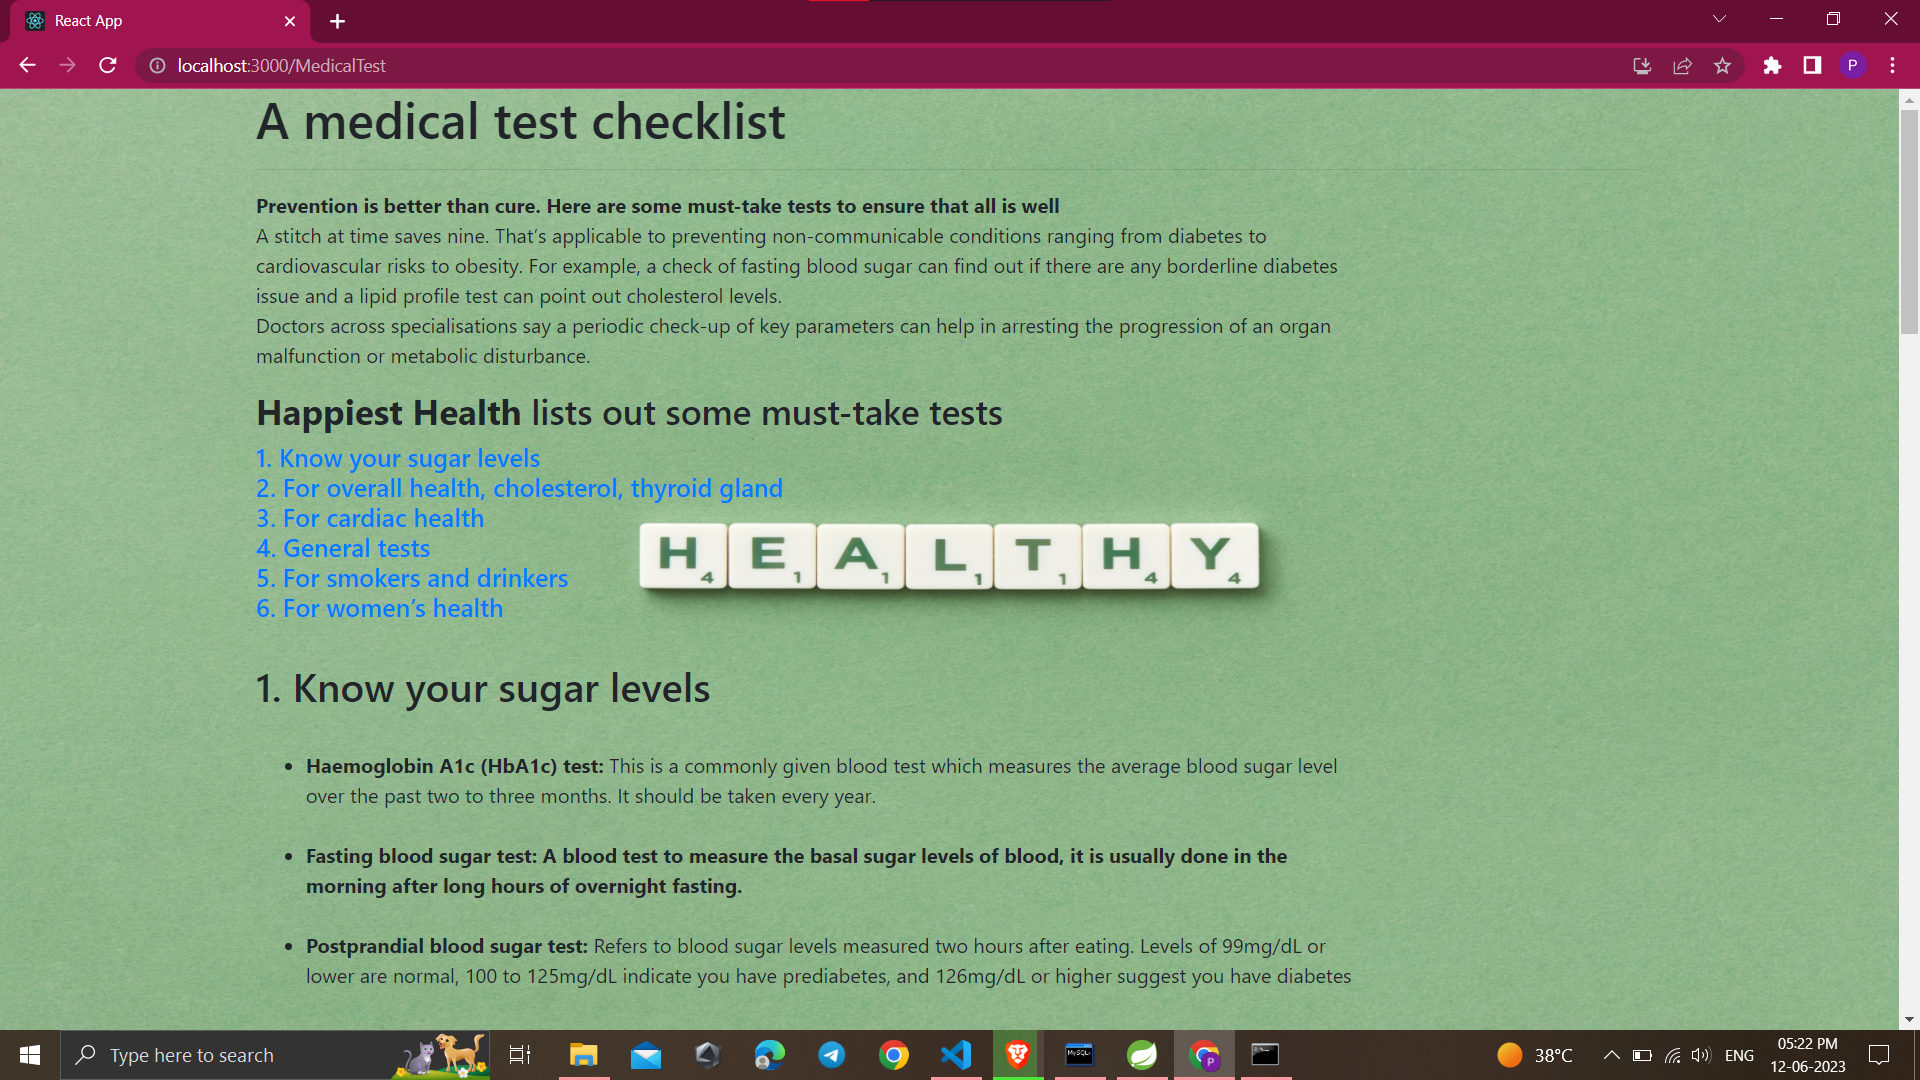 React App
localhost:3000/MedicalTest
P
A medical test checklist
Prevention is better than cure. Here are some must-take tests to ensure that all is well
A stitch at time saves nine. That’s applicable to preventing non-communicable conditions ranging from diabetes to
cardiovascular risks to obesity. For example, a check of fasting blood sugar can find out if there are any borderline diabetes
issue and a lipid profile test can point out cholesterol levels.
Doctors across specialisations say a periodic check-up of key parameters can help in arresting the progression of an organ
malfunction or metabolic disturbance.
Happiest Health lists out some must-take tests
1. Know your sugar levels
2. For overall health, cholesterol, thyroid gland
3. For cardiac health
4. General tests
5. For smokers and drinkers
6. For women’s health
H4 E1 A1 L1 T1 H4 Y4
1. Know your sugar levels
• Haemoglobin A1c (HbA1c) test: This is a commonly given blood test which measures the average blood sugar level
over the past two to three months. It should be taken every year.
• Fasting blood sugar test: A blood test to measure the basal sugar levels of blood, it is usually done in the
morning after long hours of overnight fasting.
• Postprandial blood sugar test: Refers to blood sugar levels measured two hours after eating. Levels of 99mg/dL or
lower are normal, 100 to 125mg/dL indicate you have prediabetes, and 126mg/dL or higher suggest you have diabetes
Type here to search
MySQL
P
38°C
ENG
05:22 PM
12-06-2023